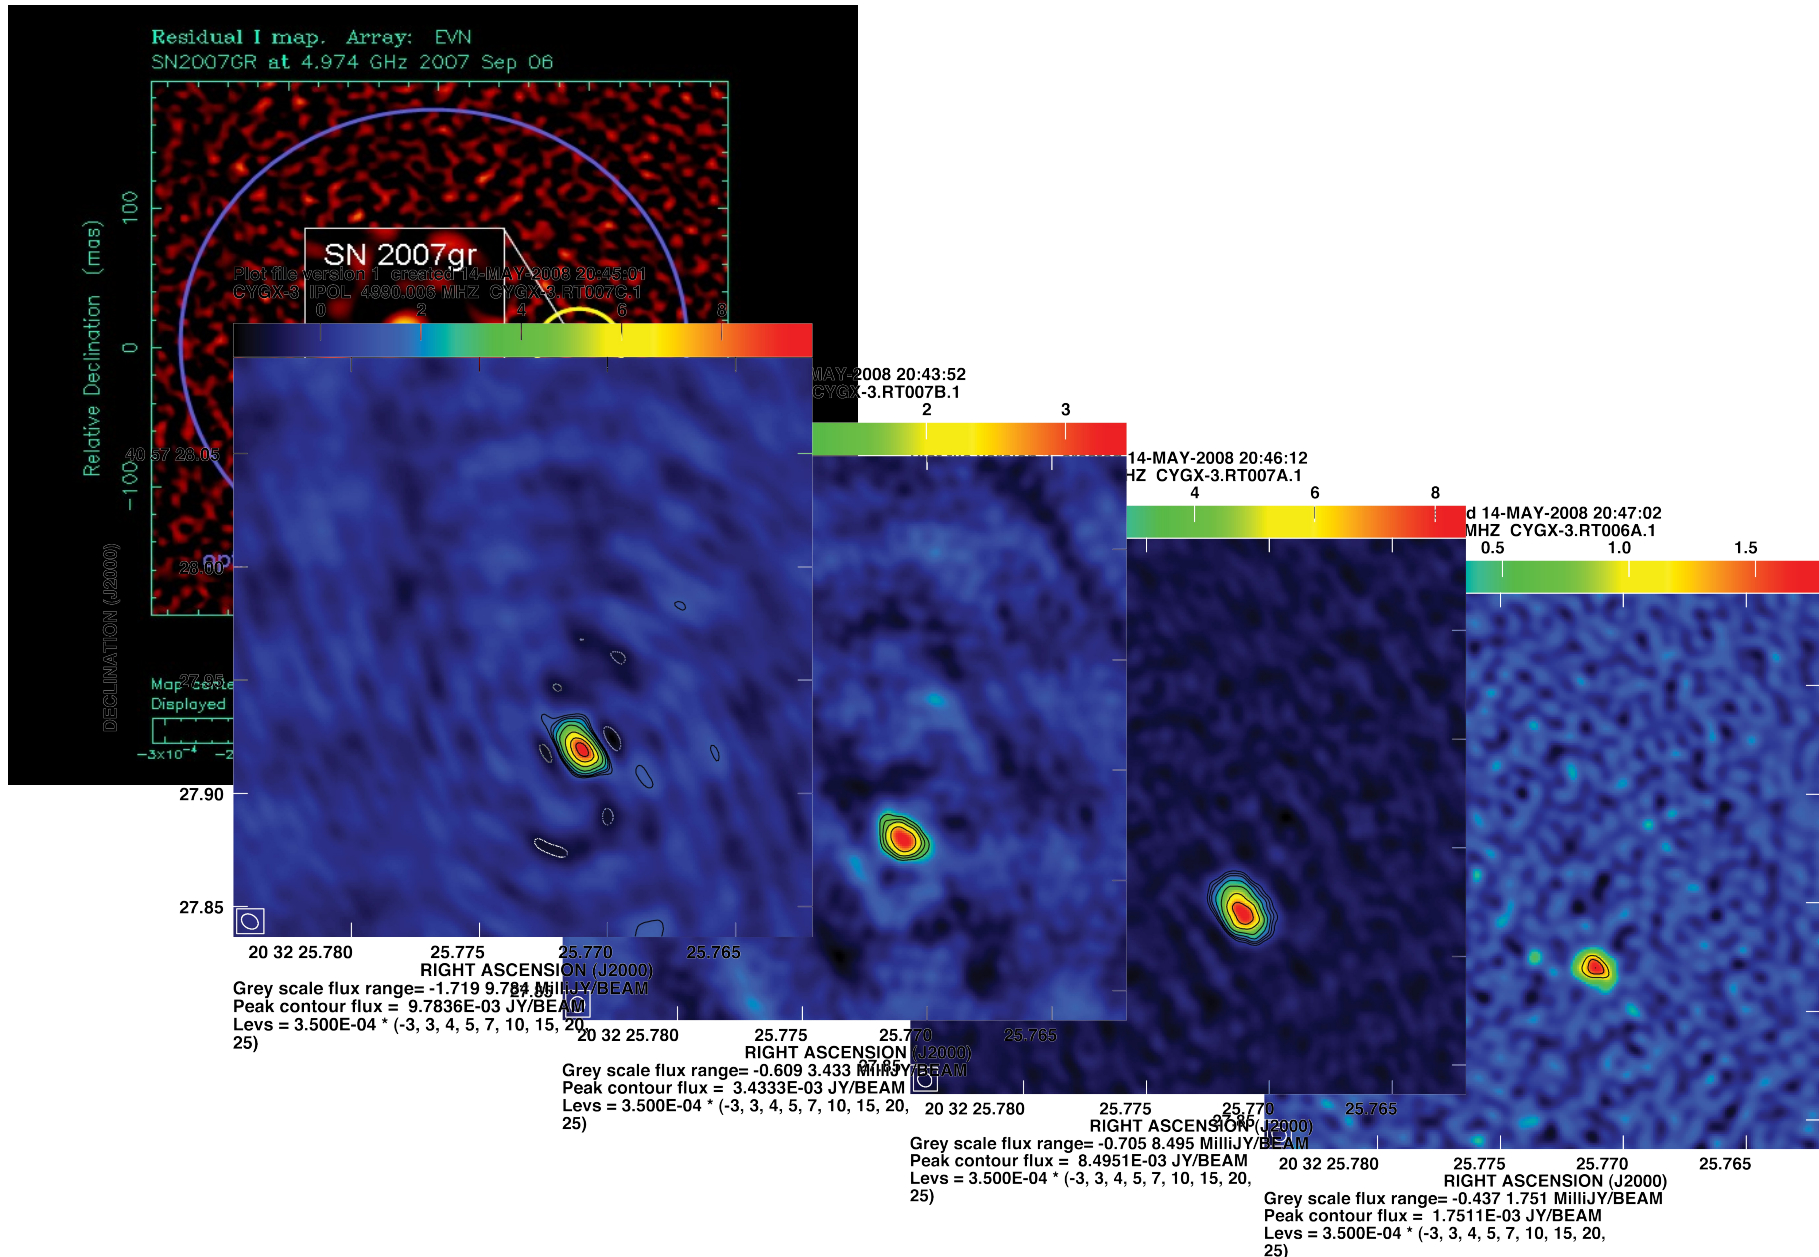 Residual I map. Array: EVN
SN2007GR at 4.974 GHz 2007 Sep 06
Relative Declination (mas)
100
0
-100
SN 2007gr
Map cente
Displayed
-3x10⁻⁴ -2
Plot file version 1 created 14-MAY-2008 20:45:01
CYGX-3 IPOL 4990.006 MHZ CYGX-3.RT007C.1
0 2 4 6 8
DECLINATION (J2000)
40 57 28.05
28.00
27.95
27.90
27.85
20 32 25.780 25.775 25.770 25.765
RIGHT ASCENSION (J2000)
Grey scale flux range= -1.719 9.784 MilliJY/BEAM
Peak contour flux = 9.7836E-03 JY/BEAM
Levs = 3.500E-04 * (-3, 3, 4, 5, 7, 10, 15, 20,
25)
MAY-2008 20:43:52
CYGX-3.RT007B.1
2 3
27.85
20 32 25.780 25.775 25.770 25.765
RIGHT ASCENSION (J2000)
Grey scale flux range= -0.609 3.433 MilliJY/BEAM
Peak contour flux = 3.4333E-03 JY/BEAM
Levs = 3.500E-04 * (-3, 3, 4, 5, 7, 10, 15, 20,
25)
14-MAY-2008 20:46:12
HZ CYGX-3.RT007A.1
4 6 8
27.85
20 32 25.780 25.775 25.770 25.765
RIGHT ASCENSION (J2000)
Grey scale flux range= -0.705 8.495 MilliJY/BEAM
Peak contour flux = 8.4951E-03 JY/BEAM
Levs = 3.500E-04 * (-3, 3, 4, 5, 7, 10, 15, 20,
25)
d 14-MAY-2008 20:47:02
MHZ CYGX-3.RT006A.1
0.5 1.0 1.5
27.85
20 32 25.780 25.775 25.770 25.765
RIGHT ASCENSION (J2000)
Grey scale flux range= -0.437 1.751 MilliJY/BEAM
Peak contour flux = 1.7511E-03 JY/BEAM
Levs = 3.500E-04 * (-3, 3, 4, 5, 7, 10, 15, 20,
25)